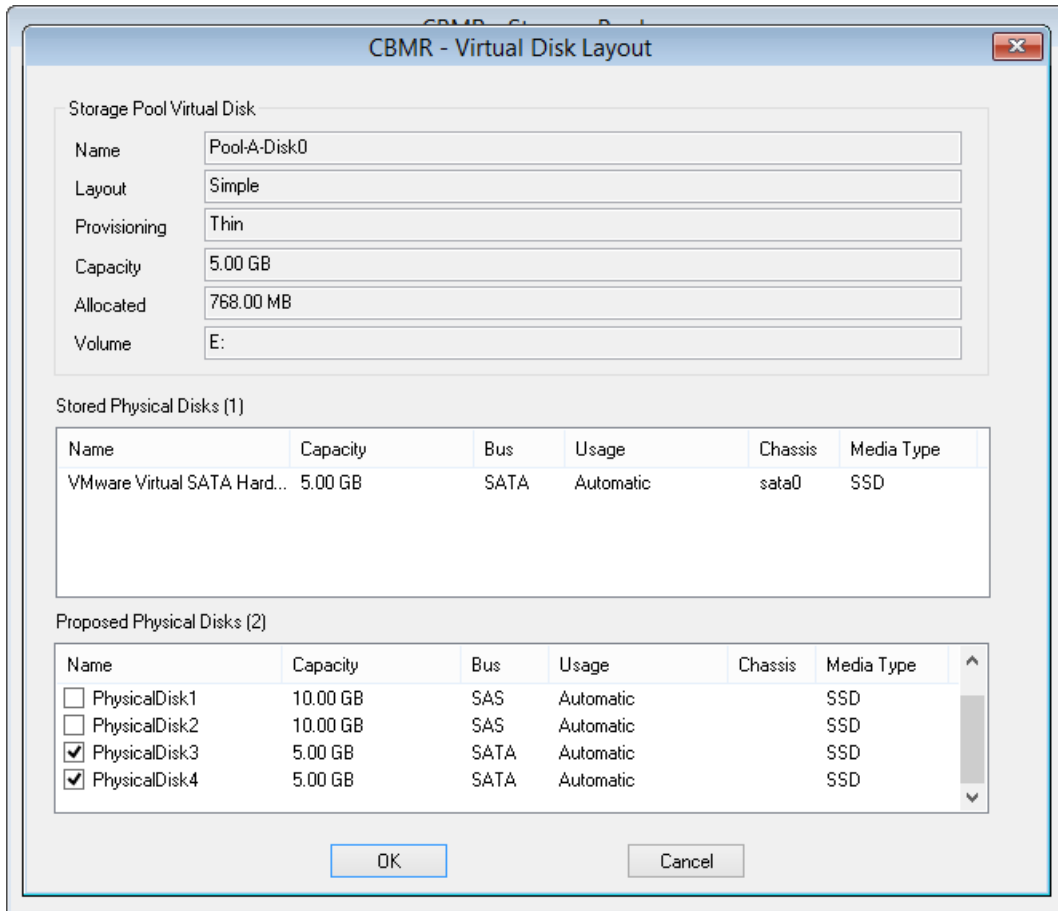 CBMR - Virtual Disk Layout
Storage Pool Virtual Disk
Name Pool-A-Disk0
Layout Simple
Provisioning Thin
Capacity 5.00 GB
Allocated 768.00 MB
Volume E:
Stored Physical Disks (1)
Name Capacity Bus Usage Chassis Media Type
VMware Virtual SATA Hard... 5.00 GB SATA Automatic sata0 SSD
Proposed Physical Disks (2)
Name Capacity Bus Usage Chassis Media Type
PhysicalDisk1 10.00 GB SAS Automatic SSD
PhysicalDisk2 10.00 GB SAS Automatic SSD
PhysicalDisk3 5.00 GB SATA Automatic SSD
PhysicalDisk4 5.00 GB SATA Automatic SSD
OK Cancel